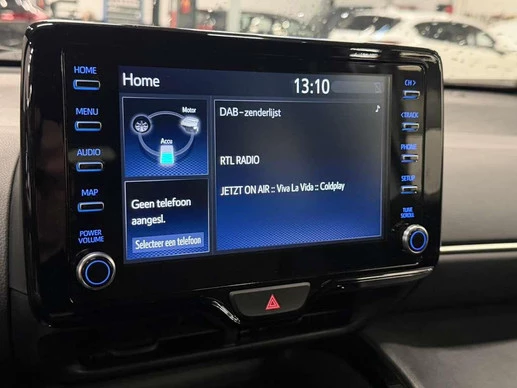 HOME
MENU
AUDIO
MAP
POWER
VOLUME
Home
13:10
Motor
Accu
Geen telefoon
aangesl.
Selecteer een telefoon
DAB-zenderlijst
RTL RADIO
JETZT ON AIR :: Viva La Vida :: Coldplay
CH >
< TRACK
PHONE
SETUP
TUNE
SCROLL